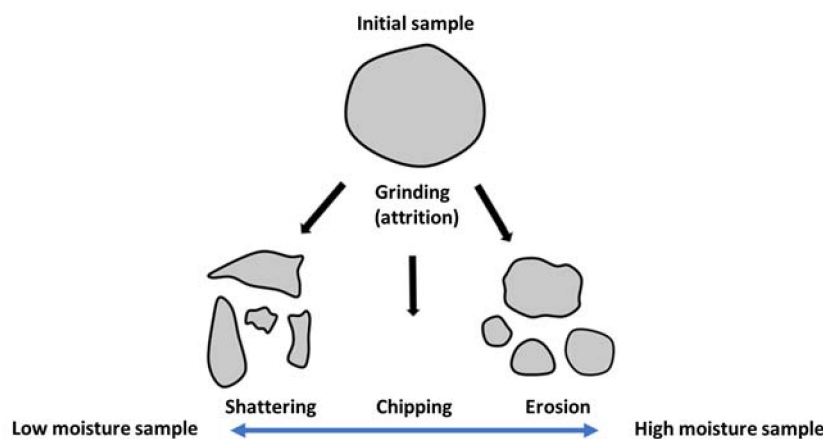 Initial sample
Grinding
(attrition)
Shattering
Chipping
Erosion
Low moisture sample
High moisture sample